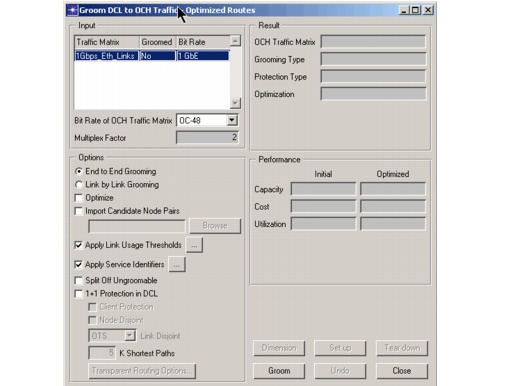 Groom DCL to OCH Traffic: Optimized Routes
Input
Traffic Matrix Groomed Bit Rate
1Gbps_Eth_Links No 1 GbE
Bit Rate of OCH Traffic Matrix OC-48
Multiplex Factor 2
Options
End to End Grooming
Link by Link Grooming
Optimize
Import Candidate Node Pairs
Browse
Apply Link Usage Thresholds ...
Apply Service Identifiers ...
Split Off Ungroomable
1+1 Protection in DCL
Client Protection
Node Disjoint
OTS Link Disjoint
5 K Shortest Paths
Transparent Routing Options...
Result
OCH Traffic Matrix
Grooming Type
Protection Type
Optimization
Performance
Initial Optimized
Capacity
Cost
Utilization
Dimension Set up Tear down
Groom Undo Close